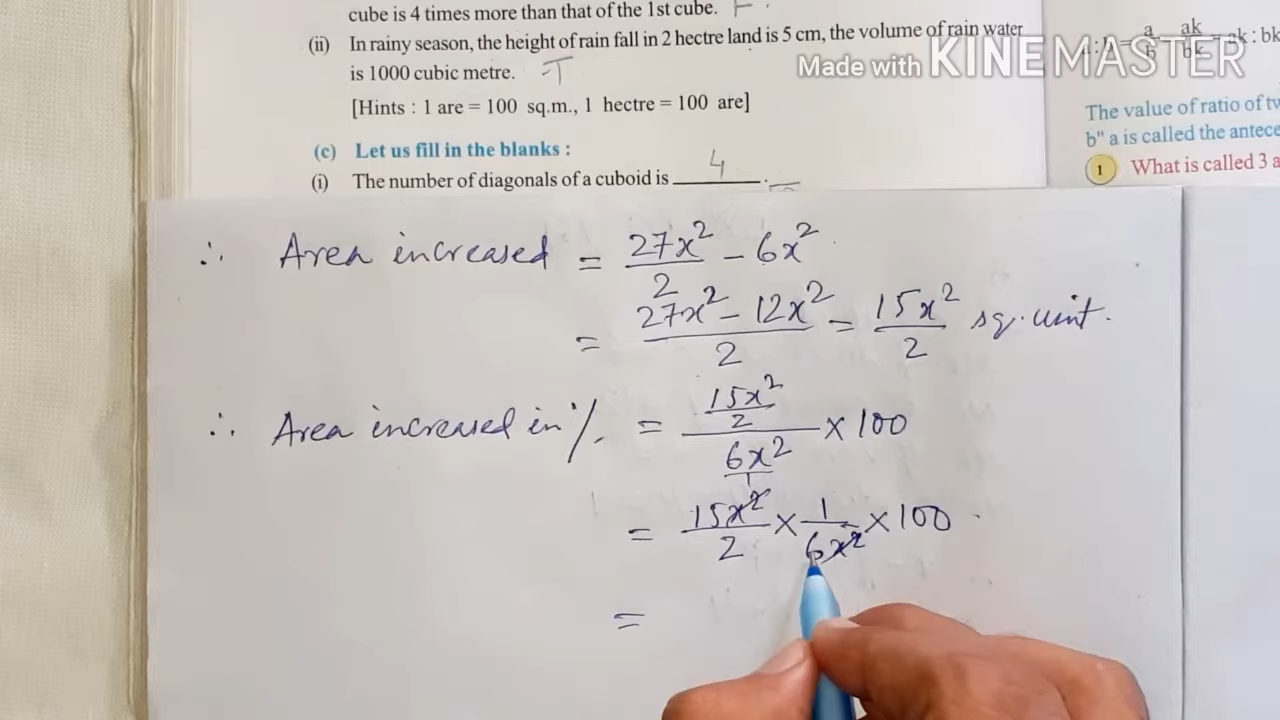 cube is 4 times more than that of the 1st cube. F.
(ii) In rainy season, the height of rain fall in 2 hectre land is 5 cm, the volume of rain water
is 1000 cubic metre. -T
[Hints : 1 are = 100 sq.m., 1 hectre = 100 are]
(c) Let us fill in the blanks :
(i) The number of diagonals of a cuboid is 4.
Made with KINEMASTER
a/b ak/bk ak : bk
The value of ratio of tw
b" a is called the antece
1 What is called 3 a
∴ Area increased = 27x²/2 - 6x²
= 27x² - 12x² / 2 = 15x²/2 sq. unit.
∴ Area increased in % = 15x²/2 / 6x²/1 × 100
= 15x²/2 × 1/6x² × 100
=